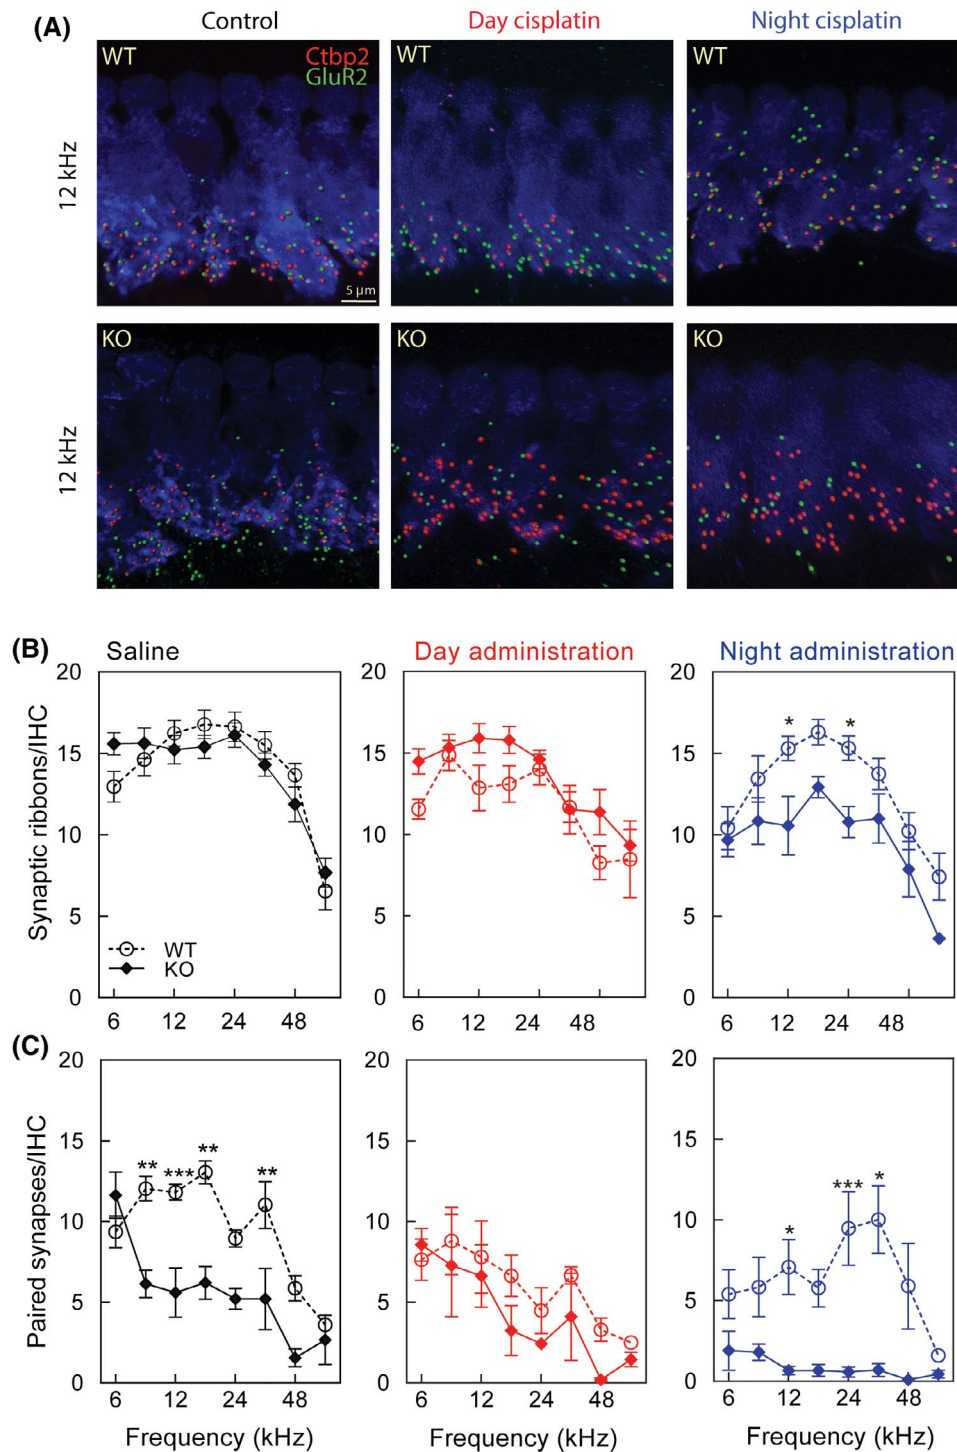 (A)
Control
Day cisplatin
Night cisplatin
WT
Ctbp2
GluR2
WT
WT
12 kHz
5 µm
KO
KO
KO
12 kHz
(B)
Saline
Day administration
Night administration
Synaptic ribbons/IHC
20
15
10
5
0
WT
KO
6 12 24 48
20
15
10
5
0
6 12 24 48
20
15
10
5
0
* *
6 12 24 48
(C)
Paired synapses/IHC
20
15
10
5
0
** *** ** **
6 12 24 48
Frequency (kHz)
20
15
10
5
0
6 12 24 48
Frequency (kHz)
20
15
10
5
0
* *** *
6 12 24 48
Frequency (kHz)